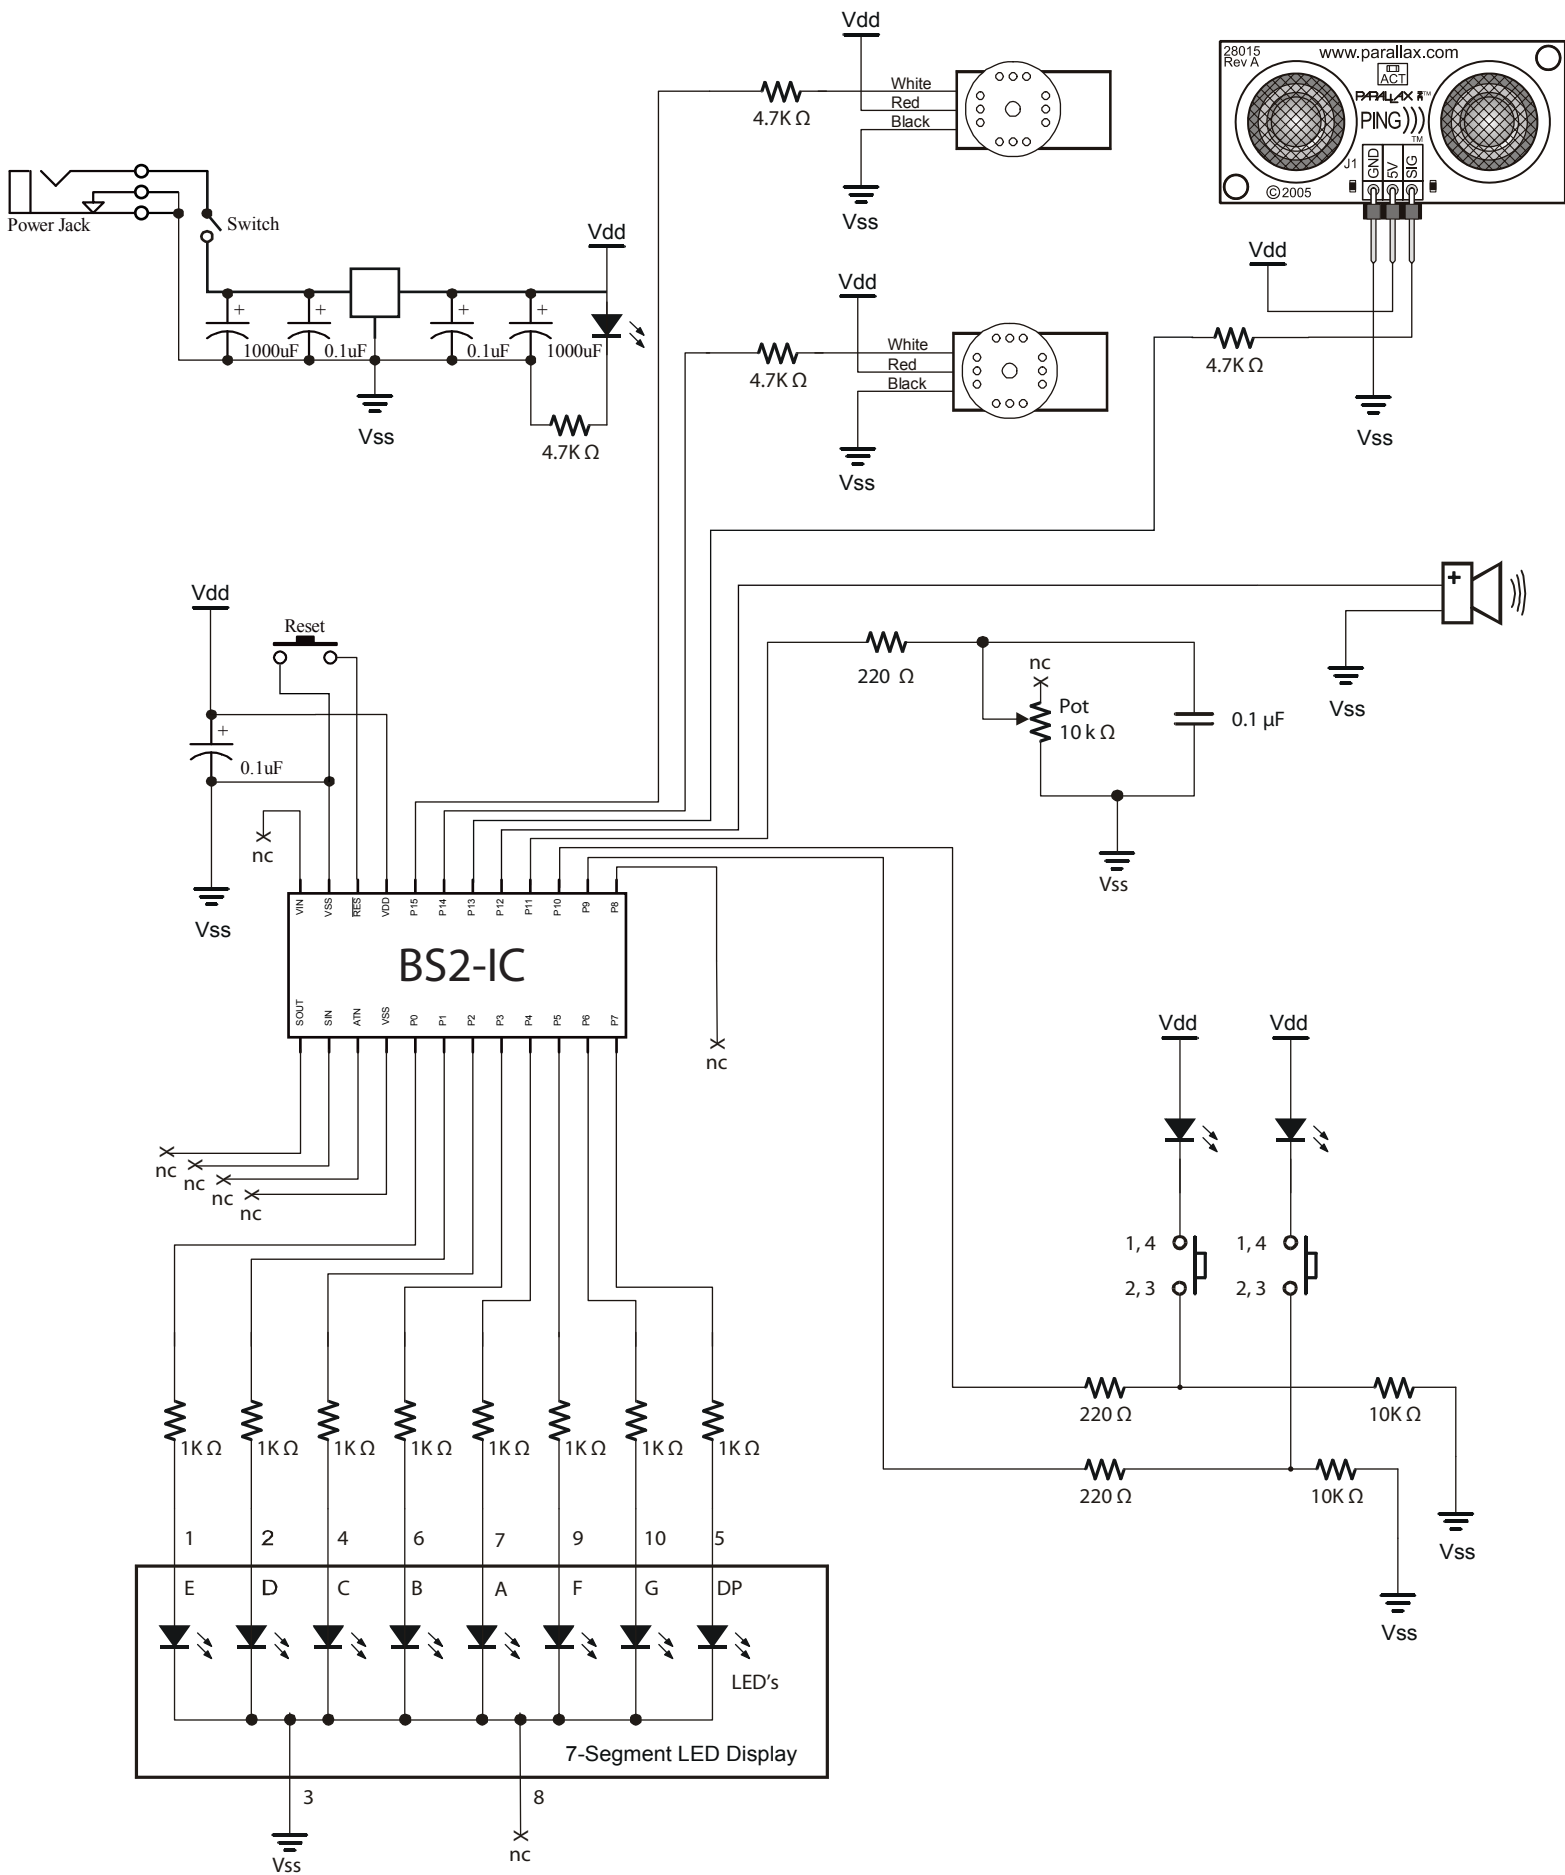 Vdd
White
Red
Black
4.7K Ω
Vss
28015
Rev A
www.parallax.com
ACT
PARALLAX
TM
PING)))
TM
J1
GND
5V
SIG
©2005
Power Jack
Switch
Vdd
+
1000uF
+
0.1uF
+
0.1uF
+
1000uF
Vss
4.7K Ω
Vdd
White
Red
Black
4.7K Ω
Vss
Vdd
4.7K Ω
Vss
Vdd
Reset
+
0.1uF
nc
Vss
+
Vss
220 Ω
nc
Pot
10 k Ω
0.1 µF
Vss
VIN
VSS
RES
VDD
P15
P14
P13
P12
P11
P10
P9
P8
BS2-IC
SOUT
SIN
ATN
VSS
P0
P1
P2
P3
P4
P5
P6
P7
nc
nc
nc
nc
nc
Vdd
Vdd
1, 4
1, 4
2, 3
2, 3
220 Ω
10K Ω
220 Ω
10K Ω
Vss
Vss
1K Ω
1K Ω
1K Ω
1K Ω
1K Ω
1K Ω
1K Ω
1K Ω
1
2
4
6
7
9
10
5
E
D
C
B
A
F
G
DP
LED's
7-Segment LED Display
3
8
Vss
nc